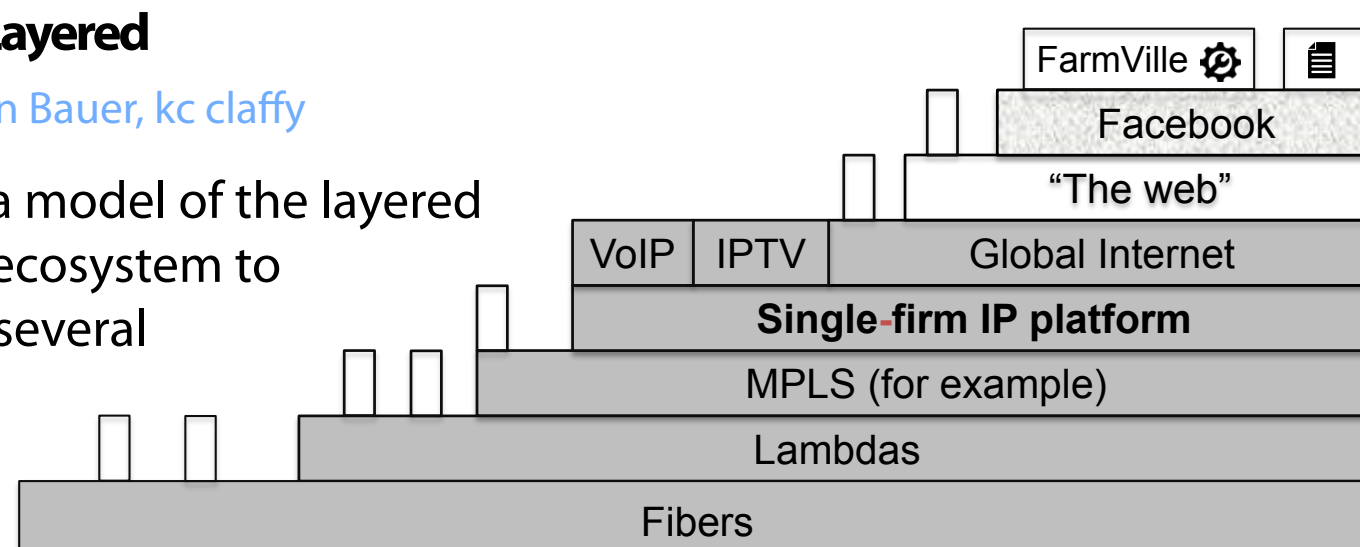 ayered
n Bauer, kc claffy
a model of the layered
ecosystem to
several
FarmVille
Facebook
“The web”
VoIP IPTV Global Internet
Single-firm IP platform
MPLS (for example)
Lambdas
Fibers